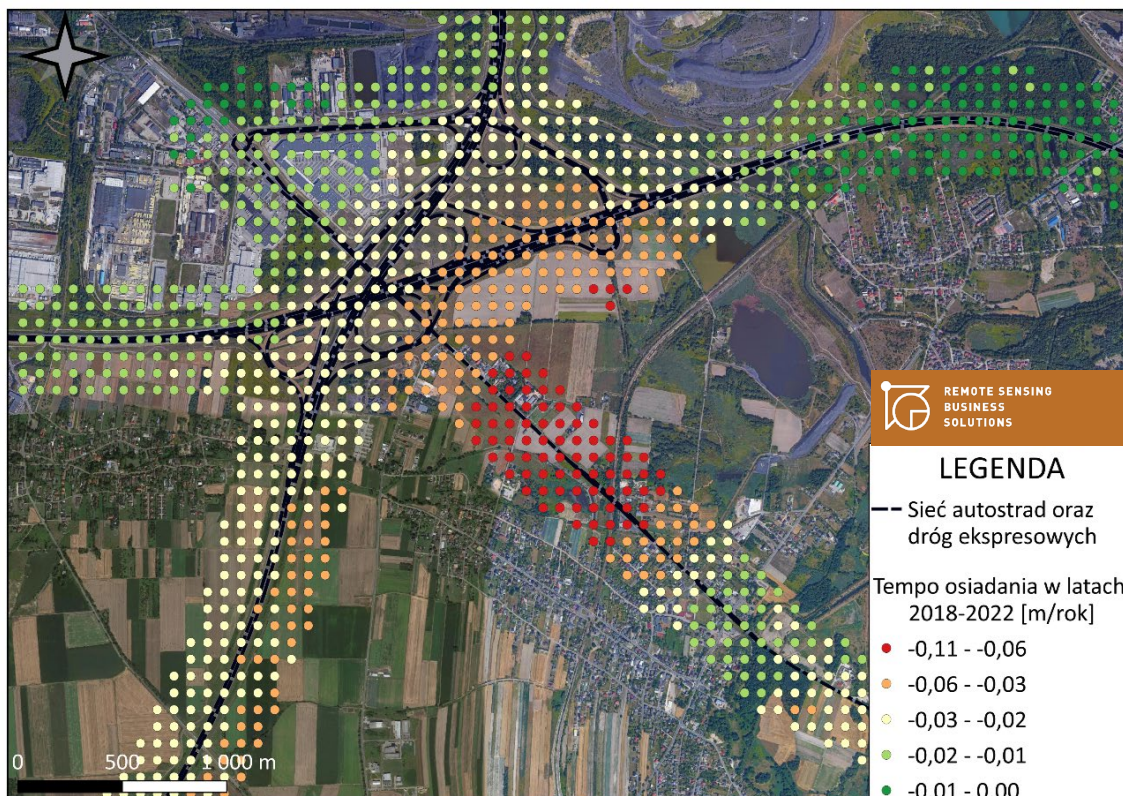 REMOTE SENSING
BUSINESS
SOLUTIONS
LEGENDA
Sieć autostrad oraz
dróg ekspresowych
Tempo osiadania w latach
2018-2022 [m/rok]
-0,11 - -0,06
-0,06 - -0,03
-0,03 - -0,02
-0,02 - -0,01
-0,01 - 0,00
0 500 1 000 m